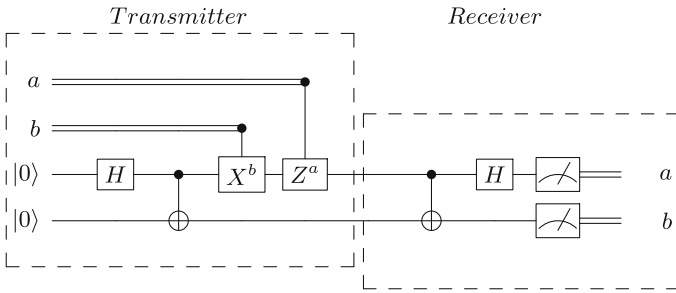 Transmitter Receiver
a
b
|0⟩ H X^b Z^a H a
|0⟩ b